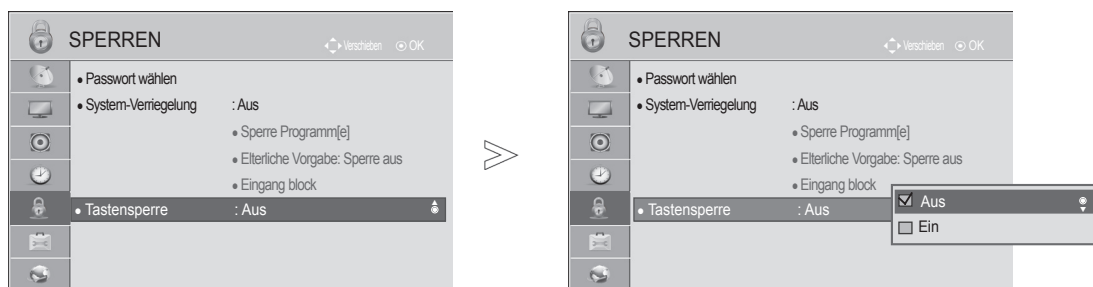 SPERREN
Verschieben OK
• Passwort wählen
• System-Verriegelung : Aus
• Sperre Programm[e]
• Elterliche Vorgabe: Sperre aus
• Eingang block
• Tastensperre : Aus
SPERREN
Verschieben OK
• Passwort wählen
• System-Verriegelung : Aus
• Sperre Programm[e]
• Elterliche Vorgabe: Sperre aus
• Eingang block
• Tastensperre : Aus
Aus
Ein